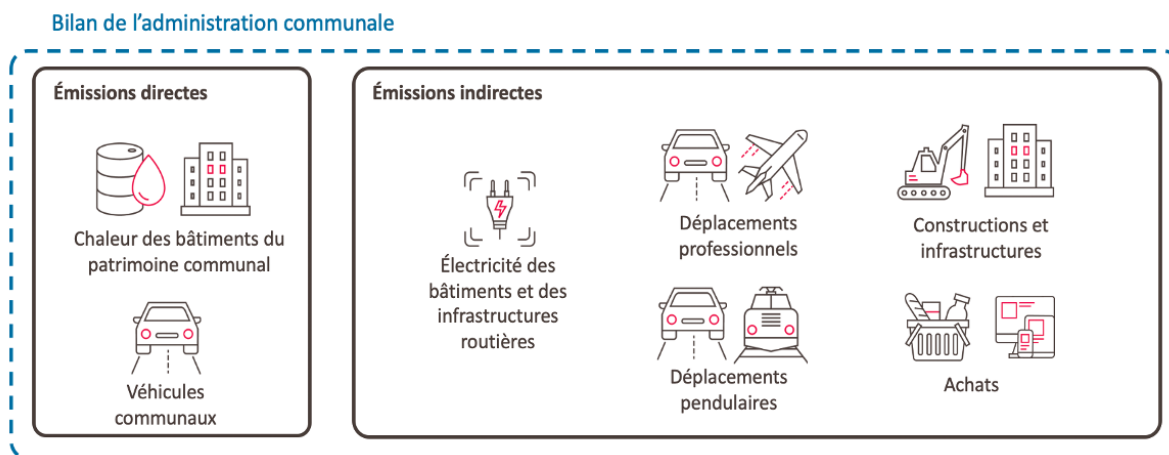 Bilan de l’administration communale
Émissions directes
Chaleur des bâtiments du
patrimoine communal
Véhicules
communaux
Émissions indirectes
Électricité des
bâtiments et des
infrastructures
routières
Déplacements
professionnels
Déplacements
pendulaires
Constructions et
infrastructures
Achats